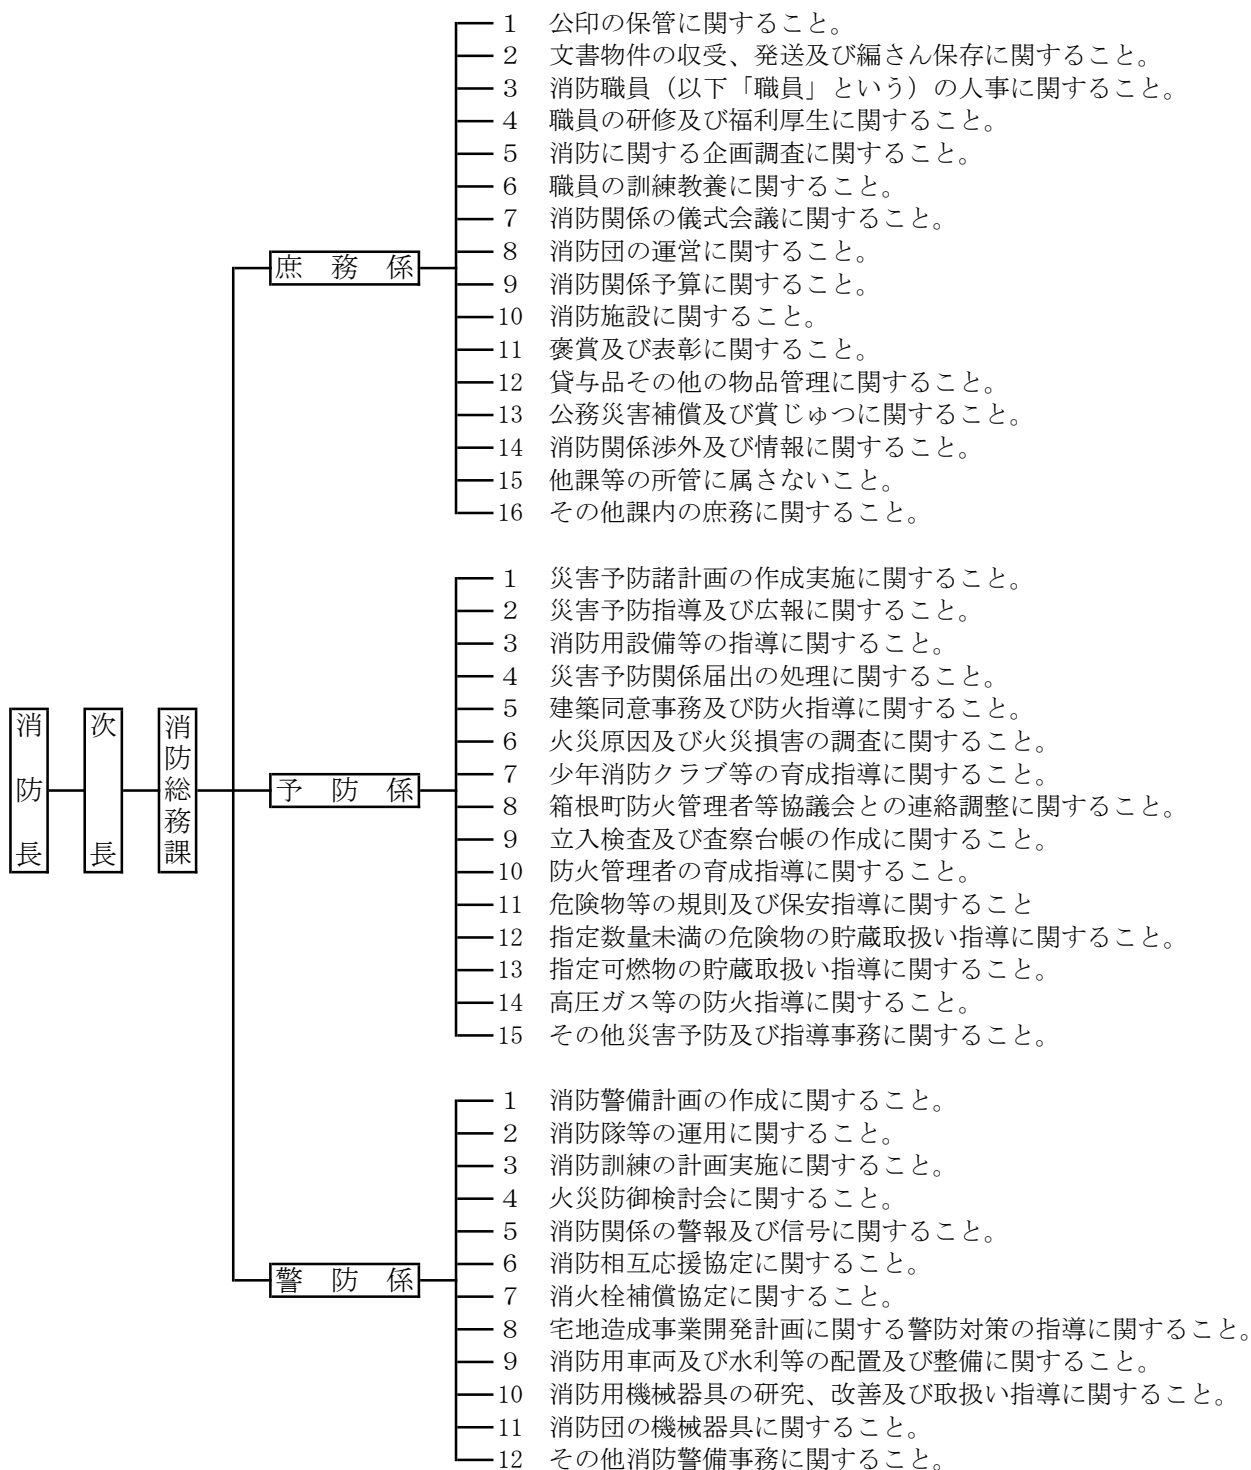 消防長
次長
消防総務課
庶務係
1 公印の保管に関すること。
2 文書物件の収受、発送及び編さん保存に関すること。
3 消防職員（以下「職員」という）の人事に関すること。
4 職員の研修及び福利厚生に関すること。
5 消防に関する企画調査に関すること。
6 職員の訓練教養に関すること。
7 消防関係の儀式会議に関すること。
8 消防団の運営に関すること。
9 消防関係予算に関すること。
10 消防施設に関すること。
11 褒賞及び表彰に関すること。
12 貸与品その他の物品管理に関すること。
13 公務災害補償及び賞じゅつに関すること。
14 消防関係渉外及び情報に関すること。
15 他課等の所管に属さないこと。
16 その他課内の庶務に関すること。
予防係
1 災害予防諸計画の作成実施に関すること。
2 災害予防指導及び広報に関すること。
3 消防用設備等の指導に関すること。
4 災害予防関係届出の処理に関すること。
5 建築同意事務及び防火指導に関すること。
6 火災原因及び火災損害の調査に関すること。
7 少年消防クラブ等の育成指導に関すること。
8 箱根町防火管理者等協議会との連絡調整に関すること。
9 立入検査及び査察台帳の作成に関すること。
10 防火管理者の育成指導に関すること。
11 危険物等の規則及び保安指導に関すること
12 指定数量未満の危険物の貯蔵取扱い指導に関すること。
13 指定可燃物の貯蔵取扱い指導に関すること。
14 高圧ガス等の防火指導に関すること。
15 その他災害予防及び指導事務に関すること。
警防係
1 消防警備計画の作成に関すること。
2 消防隊等の運用に関すること。
3 消防訓練の計画実施に関すること。
4 火災防御検討会に関すること。
5 消防関係の警報及び信号に関すること。
6 消防相互応援協定に関すること。
7 消火栓補償協定に関すること。
8 宅地造成事業開発計画に関する警防対策の指導に関すること。
9 消防用車両及び水利等の配置及び整備に関すること。
10 消防用機械器具の研究、改善及び取扱い指導に関すること。
11 消防団の機械器具に関すること。
12 その他消防警備事務に関すること。